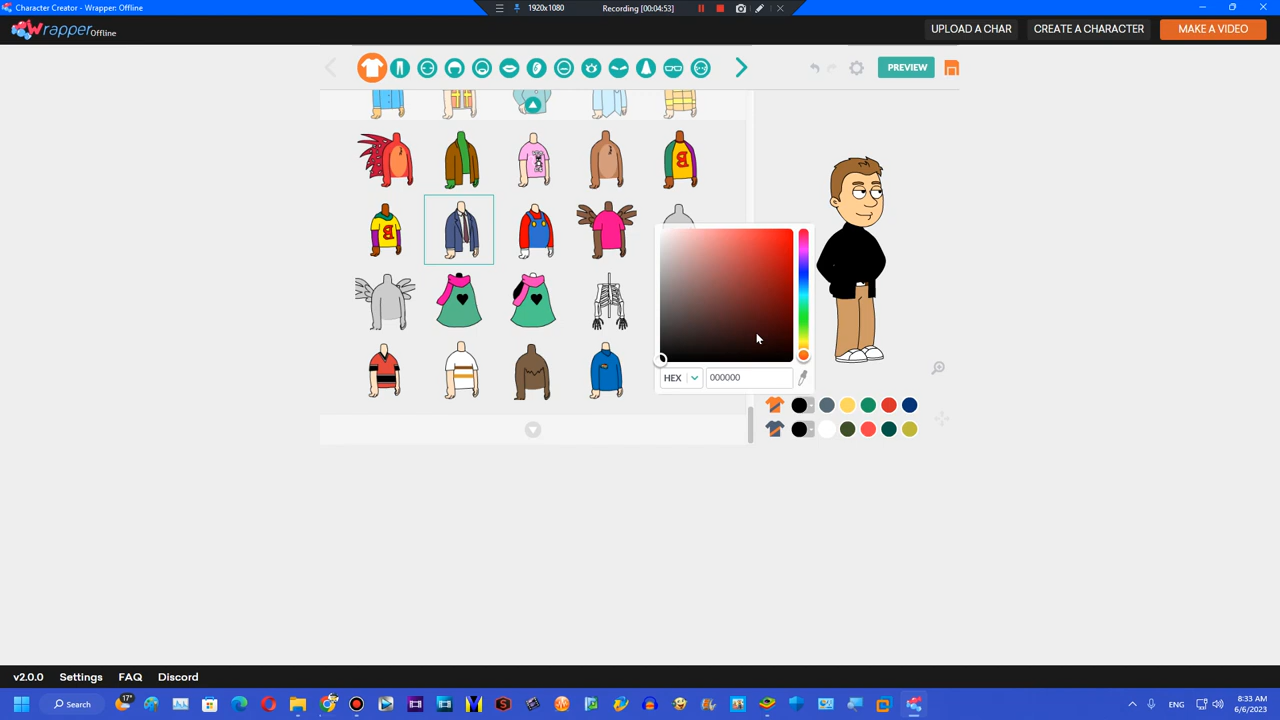 Character Creator - Wrapper: Offline
1920x1080
Recording [00:04:53]
Wrapper Offline
UPLOAD A CHAR
CREATE A CHARACTER
MAKE A VIDEO
PREVIEW
B
B
HEX
000000
v2.0.0
Settings
FAQ
Discord
17°
Search
ENG
8:33 AM
6/6/2023